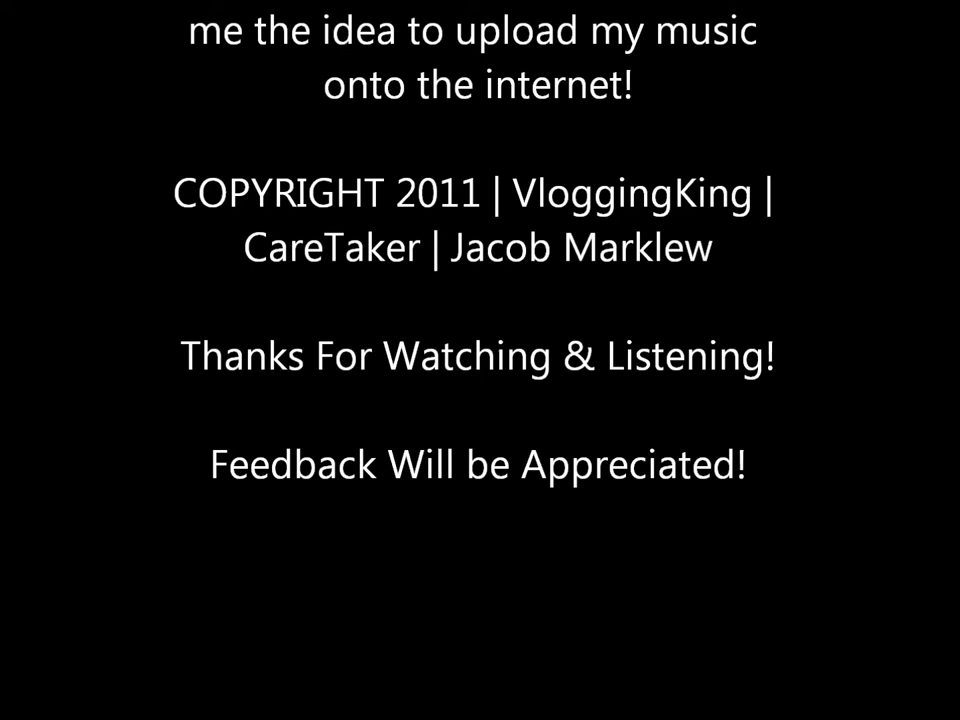 me the idea to upload my music
onto the internet!
COPYRIGHT 2011 | VloggingKing |
CareTaker | Jacob Marklew
Thanks For Watching & Listening!
Feedback Will be Appreciated!